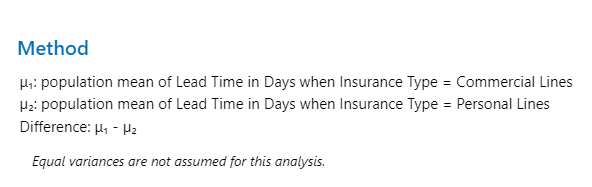 Method
μ₁: population mean of Lead Time in Days when Insurance Type = Commercial Lines
µ₂: population mean of Lead Time in Days when Insurance Type = Personal Lines
Difference: μ₁ - µ₂
Equal variances are not assumed for this analysis.